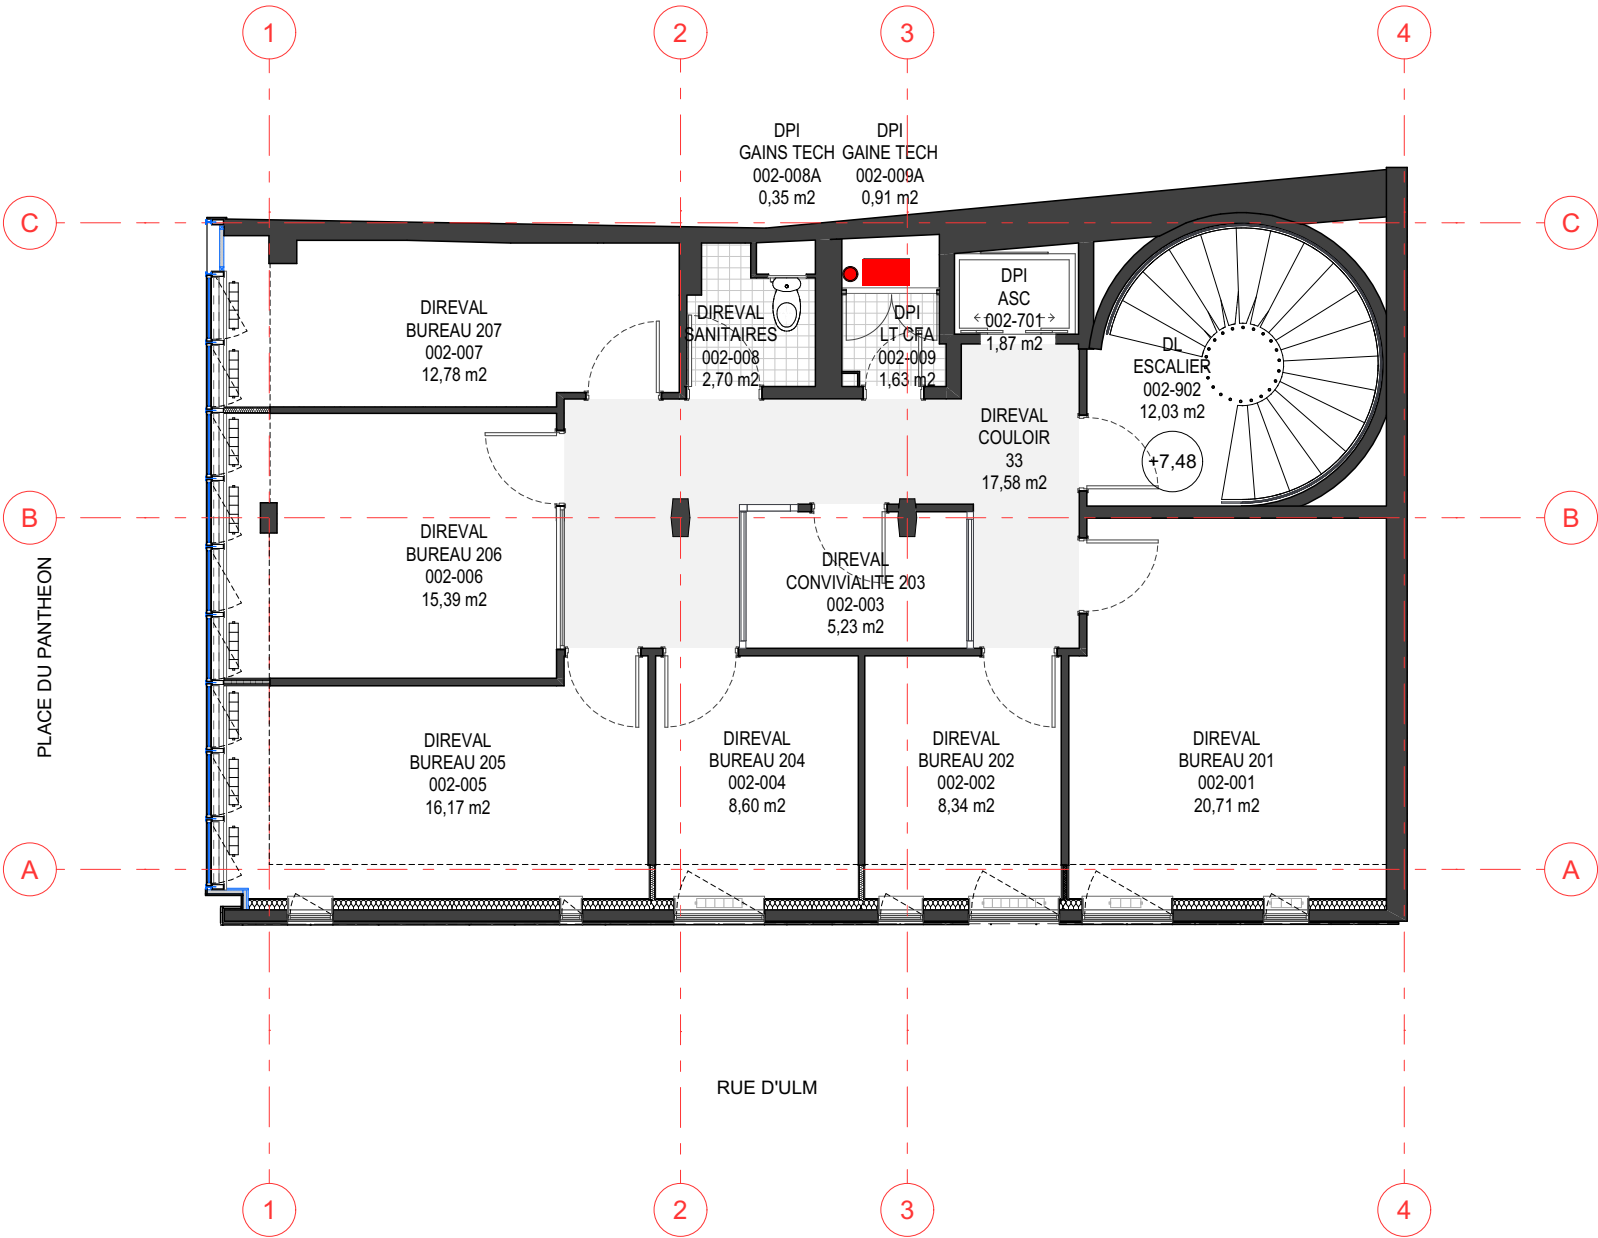 1
2
3
4
DPI
GAINS TECH
002-008A
0,35 m2
DPI
GAINE TECH
002-009A
0,91 m2
C
C
DIREVAL
BUREAU 207
002-007
12,78 m2
DIREVAL
SANITAIRES
002-008
2,70 m2
DPI
LT CFA
002-009
1,63 m2
DPI
ASC
002-701
1,87 m2
DL
ESCALIER
002-902
12,03 m2
+7,48
DIREVAL
COULOIR
33
17,58 m2
B
B
DIREVAL
BUREAU 206
002-006
15,39 m2
DIREVAL
CONVIVIALITE 203
002-003
5,23 m2
PLACE DU PANTHEON
DIREVAL
BUREAU 205
002-005
16,17 m2
DIREVAL
BUREAU 204
002-004
8,60 m2
DIREVAL
BUREAU 202
002-002
8,34 m2
DIREVAL
BUREAU 201
002-001
20,71 m2
A
A
RUE D'ULM
1
2
3
4